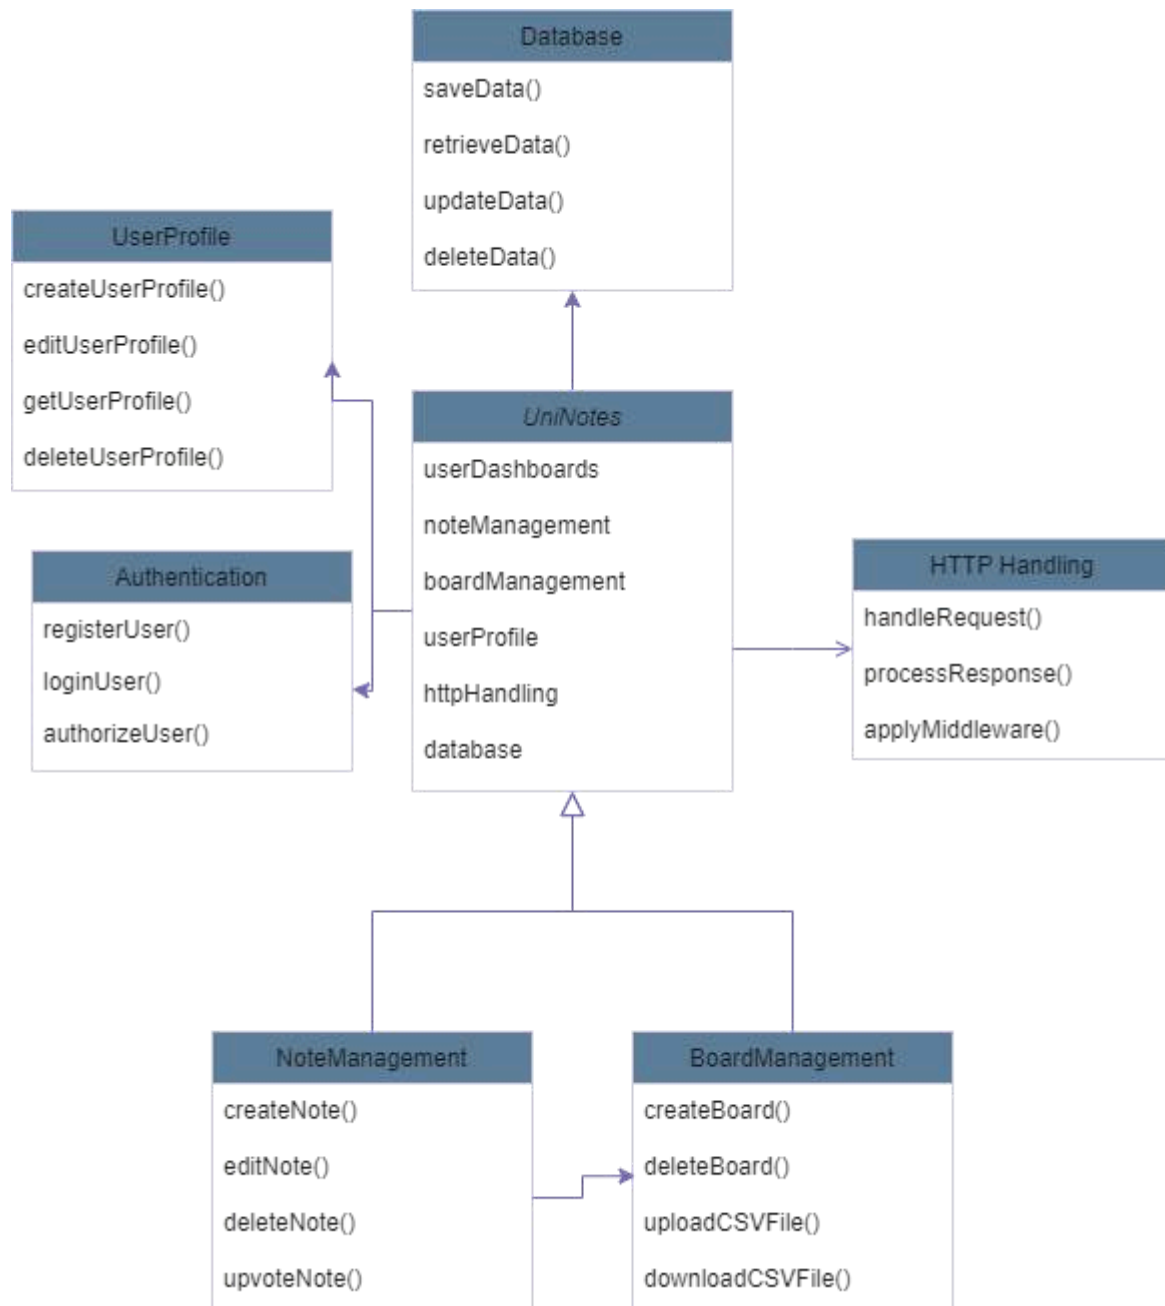 Database
saveData()
retrieveData()
updateData()
deleteData()
UserProfile
createUserProfile()
editUserProfile()
getUserProfile()
deleteUserProfile()
UniNotes
userDashboards
noteManagement
boardManagement
userProfile
httpHandling
database
Authentication
registerUser()
loginUser()
authorizeUser()
HTTP Handling
handleRequest()
processResponse()
applyMiddleware()
NoteManagement
createNote()
editNote()
deleteNote()
upvoteNote()
BoardManagement
createBoard()
deleteBoard()
uploadCSVFile()
downloadCSVFile()